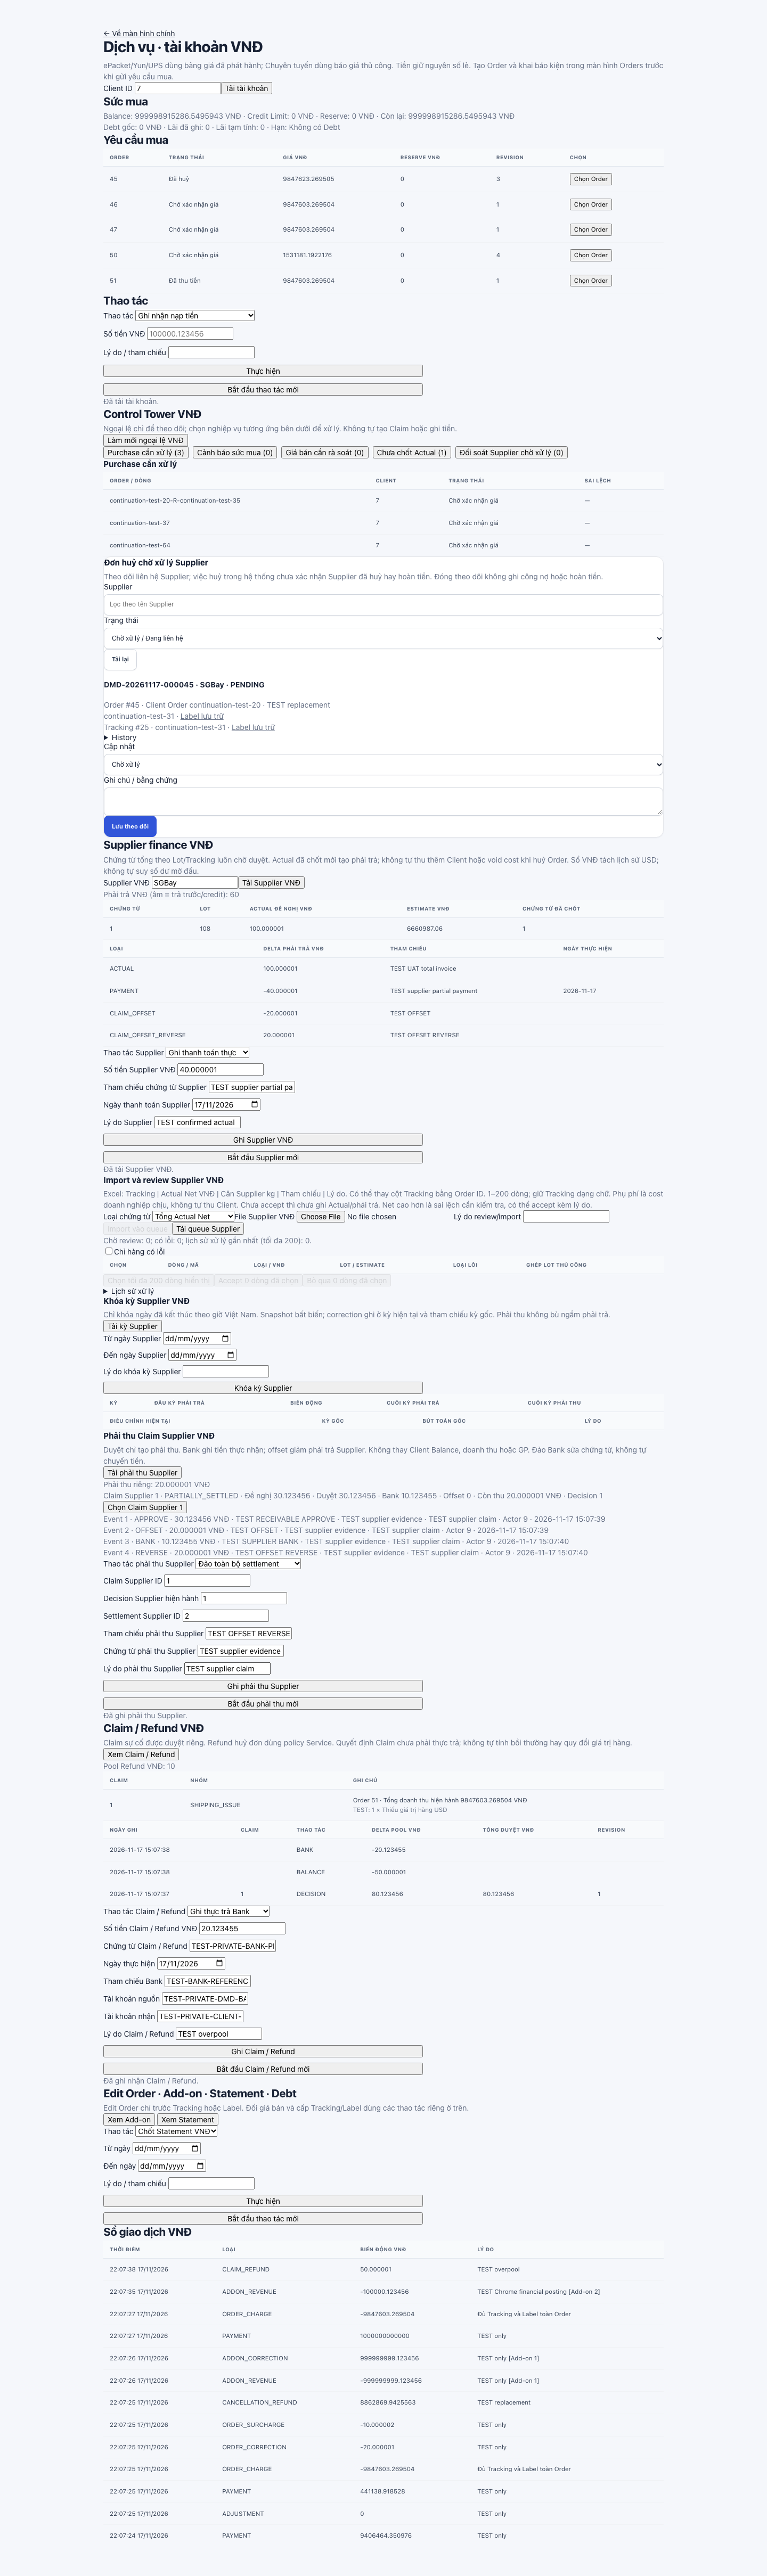 ← Về màn hình chính
Dịch vụ · tài khoản VNĐ
ePacket/Yun/UPS dùng bảng giá đã phát hành; Chuyên tuyến dùng báo giá thủ công. Tiền giữ nguyên số lẻ. Tạo Order và khai báo kiện trong màn hình Orders trước
khi gửi yêu cầu mua.
Client ID 7 Tải tài khoản
Sức mua
Balance: 999998915286.5495943 VNĐ · Credit Limit: 0 VNĐ · Reserve: 0 VNĐ · Còn lại: 999998915286.5495943 VNĐ
Debt gốc: 0 VNĐ · Lãi đã ghi: 0 · Lãi tạm tính: 0 · Hạn: Không có Debt
Yêu cầu mua
ORDER TRẠNG THÁI GIÁ VNĐ RESERVE VNĐ REVISION CHỌN
45 Đã huỷ 9847623.269505 0 3 Chọn Order
46 Chờ xác nhận giá 9847603.269504 0 1 Chọn Order
47 Chờ xác nhận giá 9847603.269504 0 1 Chọn Order
50 Chờ xác nhận giá 1531181.1922176 0 4 Chọn Order
51 Đã thu tiền 9847603.269504 0 1 Chọn Order
Thao tác
Thao tác Ghi nhận nạp tiền
Số tiền VNĐ 100000.123456
Lý do / tham chiếu
Thực hiện
Bắt đầu thao tác mới
Đã tải tài khoản.
Control Tower VNĐ
Ngoại lệ chỉ để theo dõi; chọn nghiệp vụ tương ứng bên dưới để xử lý. Không tự tạo Claim hoặc ghi tiền.
Làm mới ngoại lệ VNĐ
Purchase cần xử lý (3) Cảnh báo sức mua (0) Giá bán cần rà soát (0) Chưa chốt Actual (1) Đối soát Supplier chờ xử lý (0)
Purchase cần xử lý
ORDER / DÒNG CLIENT TRẠNG THÁI SAI LỆCH
continuation-test-20-R-continuation-test-35 7 Chờ xác nhận giá —
continuation-test-37 7 Chờ xác nhận giá —
continuation-test-64 7 Chờ xác nhận giá —
Đơn huỷ chờ xử lý Supplier
Theo dõi liên hệ Supplier; việc huỷ trong hệ thống chưa xác nhận Supplier đã huỷ hay hoàn tiền. Đóng theo dõi không ghi công nợ hoặc hoàn tiền.
Supplier
Lọc theo tên Supplier
Trạng thái
Chờ xử lý / Đang liên hệ
Tải lại
DMD-20261117-000045 · SGBay · PENDING
Order #45 · Client Order continuation-test-20 · TEST replacement
continuation-test-31 · Label lưu trữ
Tracking #25 · continuation-test-31 · Label lưu trữ
▶ History
Cập nhật
Chờ xử lý
Ghi chú / bằng chứng
Lưu theo dõi
Supplier finance VNĐ
Chứng từ tổng theo Lot/Tracking luôn chờ duyệt. Actual đã chốt mới tạo phải trả; không tự thu thêm Client hoặc void cost khi huỷ Order. Sổ VNĐ tách lịch sử USD;
không tự suy số dư mở đầu.
Supplier VNĐ SGBay Tải Supplier VNĐ
Phải trả VNĐ (âm = trả trước/credit): 60
CHỨNG TỪ LOT ACTUAL ĐỀ NGHỊ VNĐ ESTIMATE VNĐ CHỨNG TỪ ĐÃ CHỐT
1 108 100.000001 6660987.06 1
LOẠI DELTA PHẢI TRẢ VNĐ THAM CHIẾU NGÀY THỰC HIỆN
ACTUAL 100.000001 TEST UAT total invoice
PAYMENT -40.000001 TEST supplier partial payment 2026-11-17
CLAIM_OFFSET -20.000001 TEST OFFSET
CLAIM_OFFSET_REVERSE 20.000001 TEST OFFSET REVERSE
Thao tác Supplier Ghi thanh toán thực
Số tiền Supplier VNĐ 40.000001
Tham chiếu chứng từ Supplier TEST supplier partial pa
Ngày thanh toán Supplier 17/11/2026
Lý do Supplier TEST confirmed actual
Ghi Supplier VNĐ
Bắt đầu Supplier mới
Đã tải Supplier VNĐ.
Import và review Supplier VNĐ
Excel: Tracking | Actual Net VNĐ | Cân Supplier kg | Tham chiếu | Lý do. Có thể thay cột Tracking bằng Order ID. 1–200 dòng; giữ Tracking dạng chữ. Phụ phí là cost
doanh nghiệp chịu, không tự thu Client. Chưa accept thì chưa ghi Actual/phải trả. Net cao hơn là sai lệch cần kiểm tra, có thể accept kèm lý do.
Loại chứng từ Tổng Actual Net File Supplier VNĐ Choose File No file chosen Lý do review/import
Import vào queue Tải queue Supplier
Chờ review: 0; có lỗi: 0; lịch sử xử lý gần nhất (tối đa 200): 0.
Chỉ hàng có lỗi
CHỌN DÒNG / MÃ LOẠI / VNĐ LOT / ESTIMATE LOẠI LỖI GHÉP LOT THỦ CÔNG
Chọn tối đa 200 dòng hiển thị Accept 0 dòng đã chọn Bỏ qua 0 dòng đã chọn
▶ Lịch sử xử lý
Khóa kỳ Supplier VNĐ
Chỉ khóa ngày đã kết thúc theo giờ Việt Nam. Snapshot bất biến; correction ghi ở kỳ hiện tại và tham chiếu kỳ gốc. Phải thu không bù ngầm phải trả.
Tải kỳ Supplier
Từ ngày Supplier dd/mm/yyyy
Đến ngày Supplier dd/mm/yyyy
Lý do khóa kỳ Supplier
Khóa kỳ Supplier
KỲ ĐẦU KỲ PHẢI TRẢ BIẾN ĐỘNG CUỐI KỲ PHẢI TRẢ CUỐI KỲ PHẢI THU
ĐIỀU CHỈNH HIỆN TẠI KỲ GỐC BÚT TOÁN GỐC LÝ DO
Phải thu Claim Supplier VNĐ
Duyệt chỉ tạo phải thu. Bank ghi tiền thực nhận; offset giảm phải trả Supplier. Không thay Client Balance, doanh thu hoặc GP. Đảo Bank sửa chứng từ, không tự
chuyển tiền.
Tải phải thu Supplier
Phải thu riêng: 20.000001 VNĐ
Claim Supplier 1 · PARTIALLY_SETTLED · Đề nghị 30.123456 · Duyệt 30.123456 · Bank 10.123455 · Offset 0 · Còn thu 20.000001 VNĐ · Decision 1
Chọn Claim Supplier 1
Event 1 · APPROVE · 30.123456 VNĐ · TEST RECEIVABLE APPROVE · TEST supplier evidence · TEST supplier claim · Actor 9 · 2026-11-17 15:07:39
Event 2 · OFFSET · 20.000001 VNĐ · TEST OFFSET · TEST supplier evidence · TEST supplier claim · Actor 9 · 2026-11-17 15:07:39
Event 3 · BANK · 10.123455 VNĐ · TEST SUPPLIER BANK · TEST supplier evidence · TEST supplier claim · Actor 9 · 2026-11-17 15:07:40
Event 4 · REVERSE · 20.000001 VNĐ · TEST OFFSET REVERSE · TEST supplier evidence · TEST supplier claim · Actor 9 · 2026-11-17 15:07:40
Thao tác phải thu Supplier Đảo toàn bộ settlement
Claim Supplier ID 1
Decision Supplier hiện hành 1
Settlement Supplier ID 2
Tham chiếu phải thu Supplier TEST OFFSET REVERSE
Chứng từ phải thu Supplier TEST supplier evidence
Lý do phải thu Supplier TEST supplier claim
Ghi phải thu Supplier
Bắt đầu phải thu mới
Đã ghi phải thu Supplier.
Claim / Refund VNĐ
Claim sự cố được duyệt riêng. Refund huỷ đơn dùng policy Service. Quyết định Claim chưa phải thực trả; không tự tính bồi thường hay quy đổi giá trị hàng.
Xem Claim / Refund
Pool Refund VNĐ: 10
CLAIM NHÓM GHI CHÚ
1 SHIPPING_ISSUE Order 51 · Tổng doanh thu hiện hành 9847603.269504 VNĐ
TEST: 1 × Thiếu giá trị hàng USD
NGÀY GHI CLAIM THAO TÁC DELTA POOL VNĐ TỔNG DUYỆT VNĐ REVISION
2026-11-17 15:07:38 BANK -20.123455
2026-11-17 15:07:38 BALANCE -50.000001
2026-11-17 15:07:37 1 DECISION 80.123456 80.123456 1
Thao tác Claim / Refund Ghi thực trả Bank
Số tiền Claim / Refund VNĐ 20.123455
Chứng từ Claim / Refund TEST-PRIVATE-BANK-P
Ngày thực hiện 17/11/2026
Tham chiếu Bank TEST-BANK-REFERENC
Tài khoản nguồn TEST-PRIVATE-DMD-BA
Tài khoản nhận TEST-PRIVATE-CLIENT-
Lý do Claim / Refund TEST overpool
Ghi Claim / Refund
Bắt đầu Claim / Refund mới
Đã ghi nhận Claim / Refund.
Edit Order · Add-on · Statement · Debt
Edit Order chỉ trước Tracking hoặc Label. Đổi giá bán và cấp Tracking/Label dùng các thao tác riêng ở trên.
Xem Add-on Xem Statement
Thao tác Chốt Statement VNĐ
Từ ngày dd/mm/yyyy
Đến ngày dd/mm/yyyy
Lý do / tham chiếu
Thực hiện
Bắt đầu thao tác mới
Sổ giao dịch VNĐ
THỜI ĐIỂM LOẠI BIẾN ĐỘNG VNĐ LÝ DO
22:07:38 17/11/2026 CLAIM_REFUND 50.000001 TEST overpool
22:07:35 17/11/2026 ADDON_REVENUE -100000.123456 TEST Chrome financial posting [Add-on 2]
22:07:27 17/11/2026 ORDER_CHARGE -9847603.269504 Đủ Tracking và Label toàn Order
22:07:27 17/11/2026 PAYMENT 1000000000000 TEST only
22:07:26 17/11/2026 ADDON_CORRECTION 999999999.123456 TEST only [Add-on 1]
22:07:26 17/11/2026 ADDON_REVENUE -999999999.123456 TEST only [Add-on 1]
22:07:25 17/11/2026 CANCELLATION_REFUND 8862869.9425563 TEST replacement
22:07:25 17/11/2026 ORDER_SURCHARGE -10.000002 TEST only
22:07:25 17/11/2026 ORDER_CORRECTION -20.000001 TEST only
22:07:25 17/11/2026 ORDER_CHARGE -9847603.269504 Đủ Tracking và Label toàn Order
22:07:25 17/11/2026 PAYMENT 441138.918528 TEST only
22:07:25 17/11/2026 ADJUSTMENT 0 TEST only
22:07:24 17/11/2026 PAYMENT 9406464.350976 TEST only